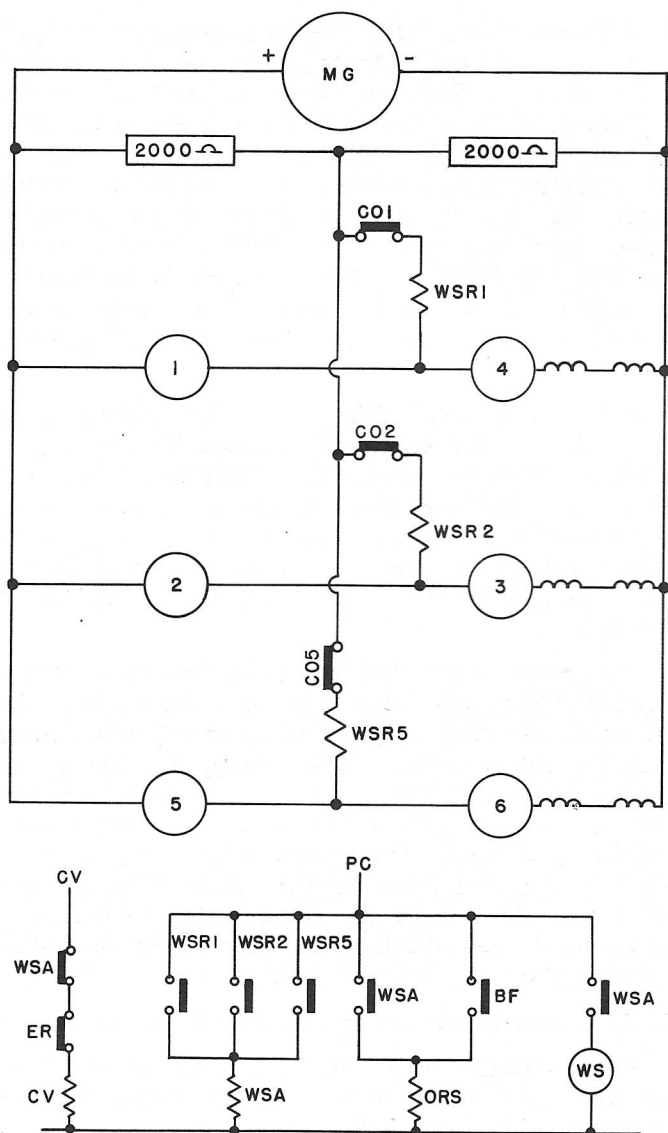 + MG -
2000 Ω 2000 Ω
CO1
WSR1
1 4
CO2
WSR2
2 3
CO5
WSR5
5 6
CV PC
WSR1 WSR2 WSR5
WSA WSA BF WSA
ER
WS
CV WSA ORS